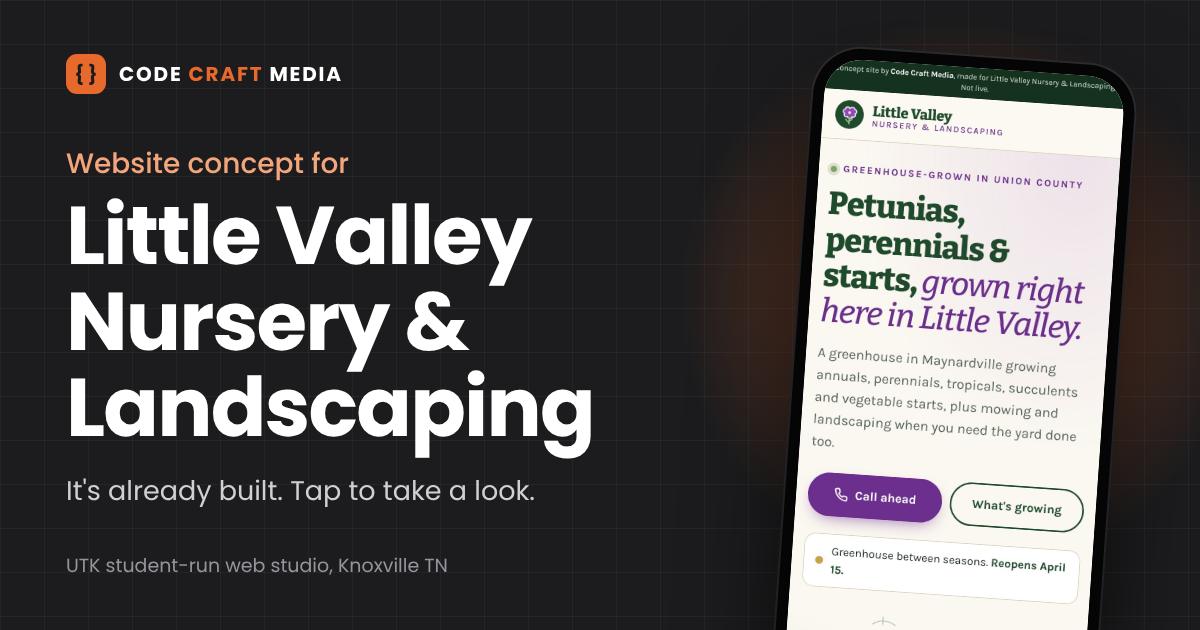 { } CODE CRAFT MEDIA
Website concept for
Little Valley
Nursery &
Landscaping
It's already built. Tap to take a look.
UTK student-run web studio, Knoxville TN
concept site by Code Craft Media, made for Little Valley Nursery & Landscaping
Not live.
Little Valley
NURSERY & LANDSCAPING
GREENHOUSE-GROWN IN UNION COUNTY
Petunias,
perennials &
starts, grown right
here in Little Valley.
A greenhouse in Maynardville growing
annuals, perennials, tropicals, succulents
and vegetable starts, plus mowing and
landscaping when you need the yard done
too.
Call ahead
What's growing
Greenhouse between seasons. Reopens April
15.